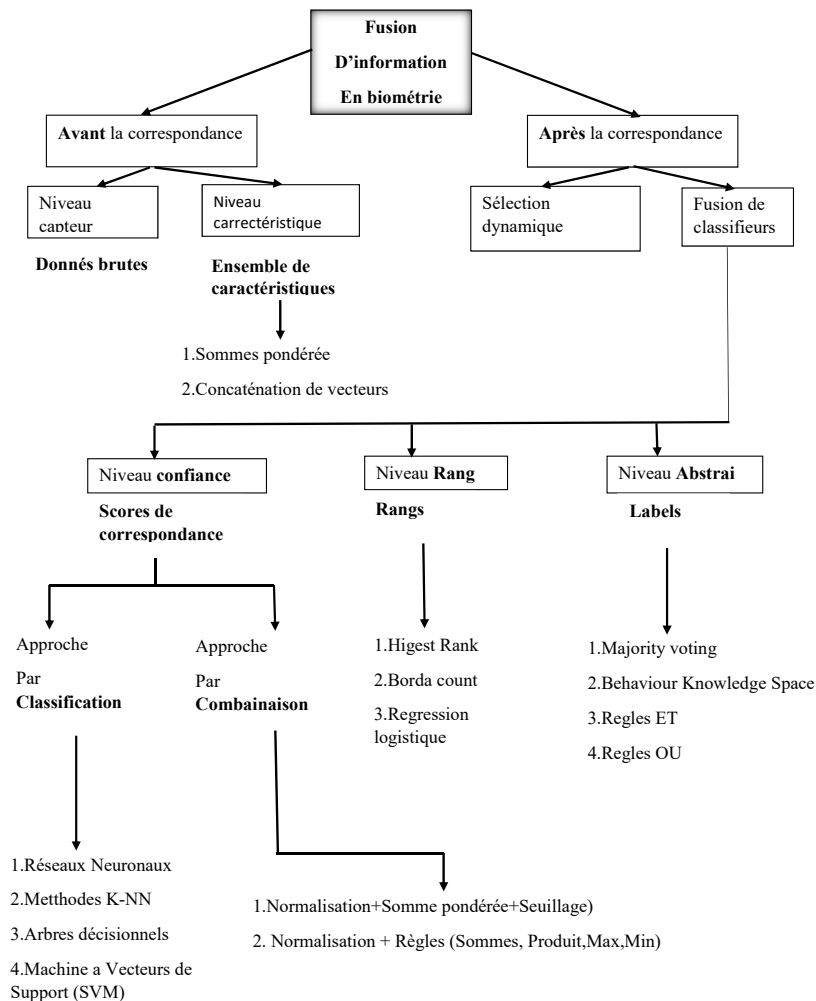 Fusion
D'information
En biométrie
Avant la correspondance
Après la correspondance
Niveau
capteur
Niveau
carrectéristique
Sélection
dynamique
Fusion de
classifieurs
Donnés brutes
Ensemble de
caractéristiques
1.Sommes pondérée
2.Concaténation de vecteurs
Niveau confiance
Niveau Rang
Niveau Abstrai
Scores de
correspondance
Rangs
Labels
Approche
Par
Classification
Approche
Par
Combainaison
1.Higest Rank
2.Borda count
3.Regression
logistique
1.Majority voting
2.Behaviour Knowledge Space
3.Regles ET
4.Regles OU
1.Réseaux Neuronaux
2.Metthodes K-NN
3.Arbres décisionnels
4.Machine a Vecteurs de
Support (SVM)
1.Normalisation+Somme pondérée+Seuillage)
2. Normalisation + Règles (Sommes, Produit,Max,Min)